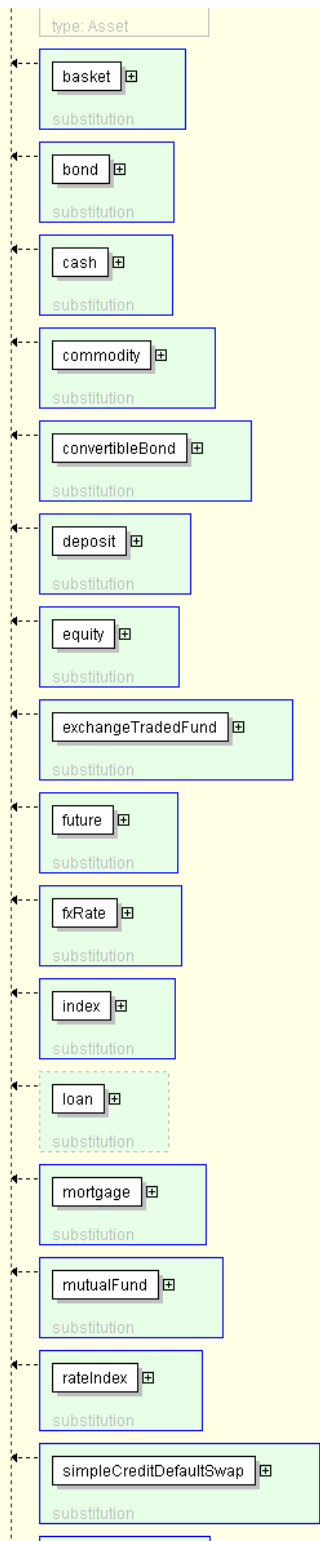 type: Asset
basket
substitution
bond
substitution
cash
substitution
commodity
substitution
convertibleBond
substitution
deposit
substitution
equity
substitution
exchangeTradedFund
substitution
future
substitution
fxRate
substitution
index
substitution
loan
substitution
mortgage
substitution
mutualFund
substitution
rateIndex
substitution
simpleCreditDefaultSwap
substitution